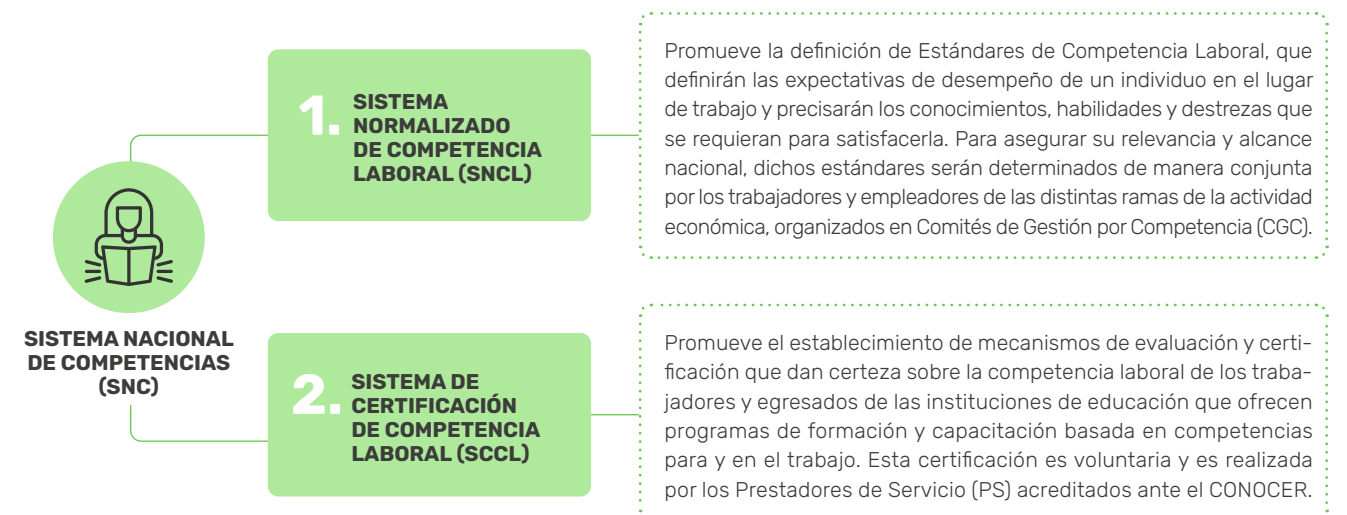 SISTEMA NACIONAL
DE COMPETENCIAS
(SNC)
1.
SISTEMA
NORMALIZADO
DE COMPETENCIA
LABORAL (SNCL)
Promueve la definición de Estándares de Competencia Laboral, que
definirán las expectativas de desempeño de un individuo en el lugar
de trabajo y precisarán los conocimientos, habilidades y destrezas que
se requieran para satisfacerla. Para asegurar su relevancia y alcance
nacional, dichos estándares serán determinados de manera conjunta
por los trabajadores y empleadores de las distintas ramas de la actividad
económica, organizados en Comités de Gestión por Competencia (CGC).
2.
SISTEMA DE
CERTIFICACIÓN
DE COMPETENCIA
LABORAL (SCCL)
Promueve el establecimiento de mecanismos de evaluación y certi-
ficación que dan certeza sobre la competencia laboral de los traba-
jadores y egresados de las instituciones de educación que ofrecen
programas de formación y capacitación basada en competencias
para y en el trabajo. Esta certificación es voluntaria y es realizada
por los Prestadores de Servicio (PS) acreditados ante el CONOCER.